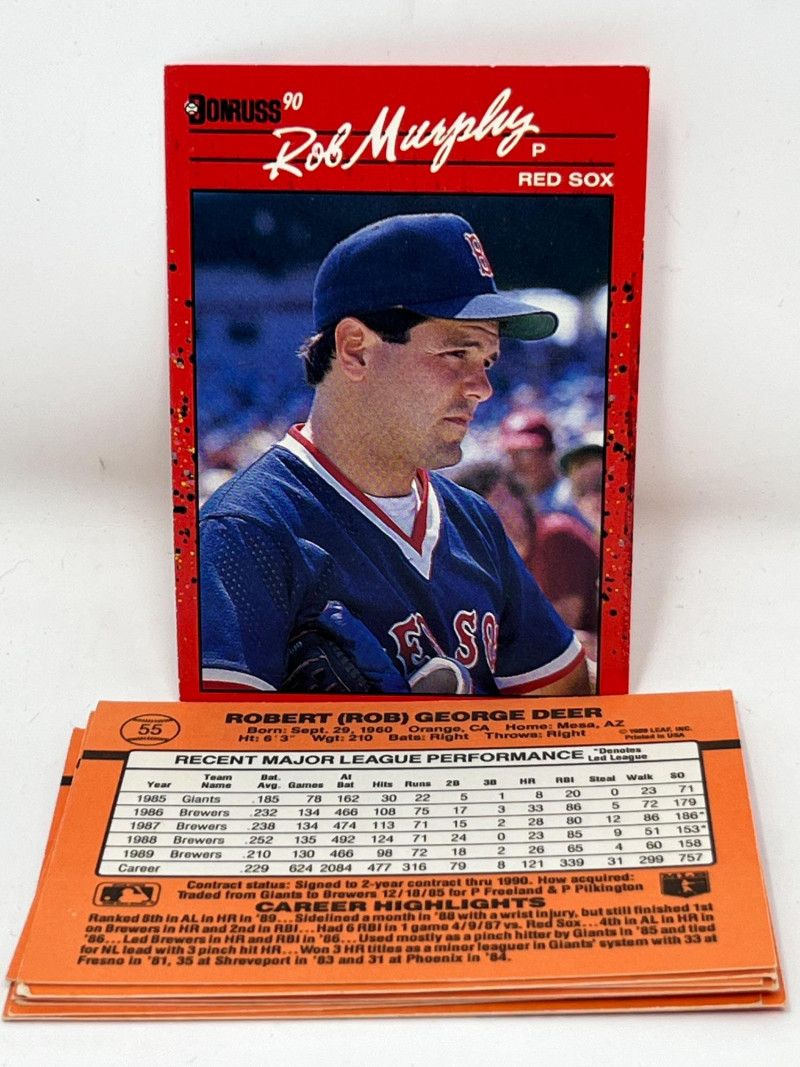 DONRUSS 90
Rob Murphy
P
RED SOX
B
55
ROBERT (ROB) GEORGE DEER
Born: Sept. 29, 1960 Orange, CA Home: Mesa, AZ
Ht: 6'3" Wgt: 210 Bats: Right Throws: Right
© 1989 LEAF, INC.
Printed in USA
RECENT MAJOR LEAGUE PERFORMANCE *Denotes Led League
Year Team Name Bat. Avg. Games At Bat Hits Runs 2B 3B HR RBI Steal Walk SO
1985 Giants .185 78 162 30 22 5 1 8 20 0 23 71
1986 Brewers .232 134 466 108 75 17 3 33 86 5 72 179
1987 Brewers .238 134 474 113 71 15 2 28 80 12 86 186*
1988 Brewers .252 135 492 124 71 24 0 23 85 9 51 153*
1989 Brewers .210 130 466 98 72 18 2 26 65 4 60 158
Career .229 624 2084 477 316 79 8 121 339 31 299 757
Contract status: Signed to 2-year contract thru 1990. How acquired:
Traded from Giants to Brewers 12/18/85 for P Freeland & P Pilkington
CAREER HIGHLIGHTS
Ranked 8th in AL in HR in '89...Sidelined a month in '88 with a wrist injury, but still finished 1st
on Brewers in HR and 2nd in RBI...Had 6 RBI in 1 game 4/9/87 vs. Red Sox...4th in AL in HR in
'86...Led Brewers in HR and RBI in '86...Used mostly as a pinch hitter by Giants in '85 and tied
for NL lead with 3 pinch hit HR...Won 3 HR titles as a minor leaguer in Giants' system with 33 at
Fresno in '81, 35 at Shreveport in '83 and 31 at Phoenix in '84.